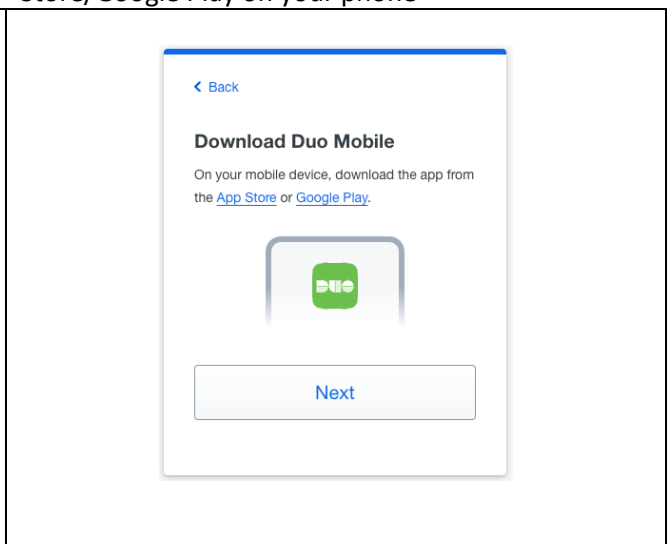 Store, Google Play on your phone
Back
Download Duo Mobile
On your mobile device, download the app from
the App Store or Google Play.
DUO
Next